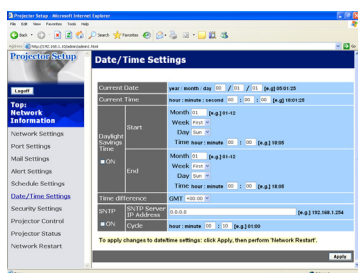 Projector Setup - Microsoft Internet Explorer
File Edit View Favorites Tools Help
Back Search Favorites
Projector Setup
Logoff
Top:
Network
Information
Network Settings
Port Settings
Mail Settings
Alert Settings
Schedule Settings
Date/Time Settings
Security Settings
Projector Control
Projector Status
Network Restart
Date/Time Settings
Current Date year : month : day 00 / 01 / 01 [e.g] 05 01 25
Current Time hour : minute : second 00 : 00 : 00 [e.g] 18:01:25
Daylight Savings Time
ON
Start
Month 01 [e.g.] 01-12
Week First
Day Sun
Time hour : minute 00 : 00 [e.g.] 18:08
End
Month 01 [e.g.] 01-12
Week First
Day Sun
Time hour : minute 00 : 00 [e.g.] 18:08
Time difference GMT +00:00
SNTP
ON
SNTP Server IP Address 0.0.0.0 [e.g.] 192.168.1.254
Cycle hour : minute 00 : 10 [e.g.] 01:00
To apply changes to date/time settings: click Apply, then perform 'Network Restart'.
Apply